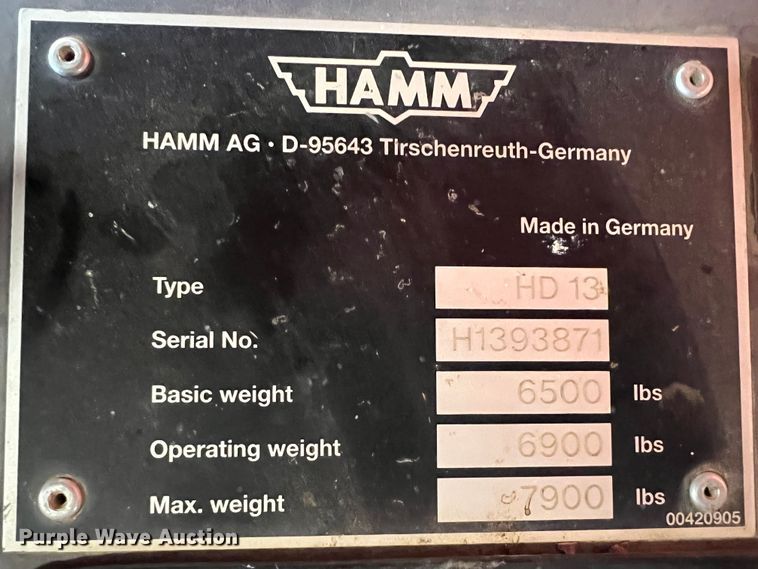 HAMM
HAMM AG · D-95643 Tirschenreuth-Germany
Made in Germany
Type HD 13
Serial No. H1393871
Basic weight 6500 lbs
Operating weight 6900 lbs
Max. weight 7900 lbs
00420905
Purple Wave Auction